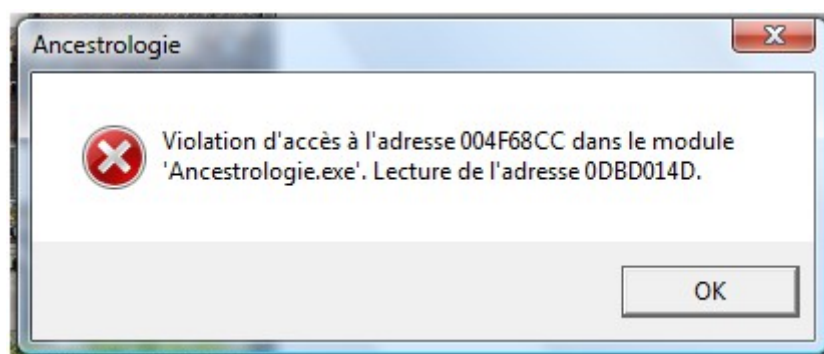 Ancestrologie
Violation d'accès à l'adresse 004F68CC dans le module
'Ancestrologie.exe'. Lecture de l'adresse 0DBD014D.
OK